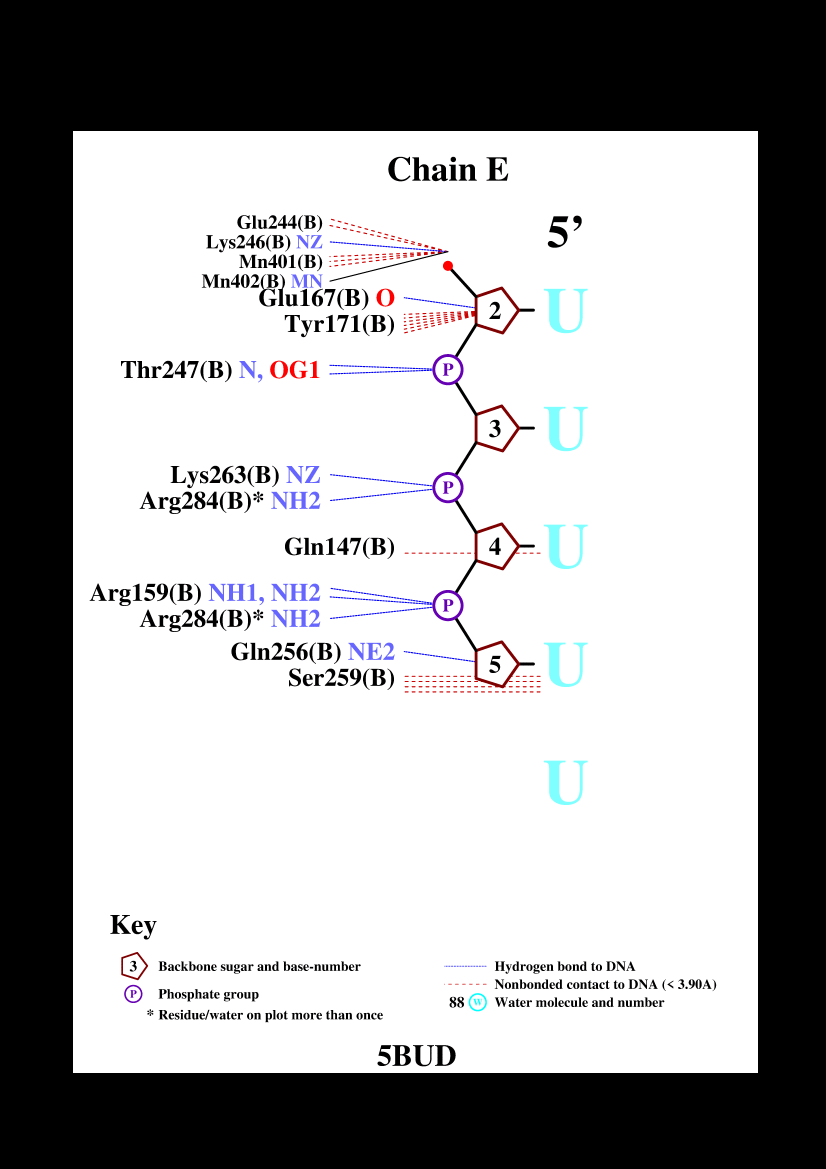 Chain E
5’
Glu244(B)
Lys246(B) NZ
Mn401(B)
Mn402(B) MN
Glu167(B) O
2 U
Tyr171(B)
Thr247(B) N, OG1
P
3 U
Lys263(B) NZ
P
Arg284(B)* NH2
Gln147(B)
4 U
Arg159(B) NH1, NH2
P
Arg284(B)* NH2
Gln256(B) NE2
5 U
Ser259(B)
U
Key
3 Backbone sugar and base-number
P Phosphate group
* Residue/water on plot more than once
Hydrogen bond to DNA
Nonbonded contact to DNA (< 3.90A)
88 W Water molecule and number
5BUD